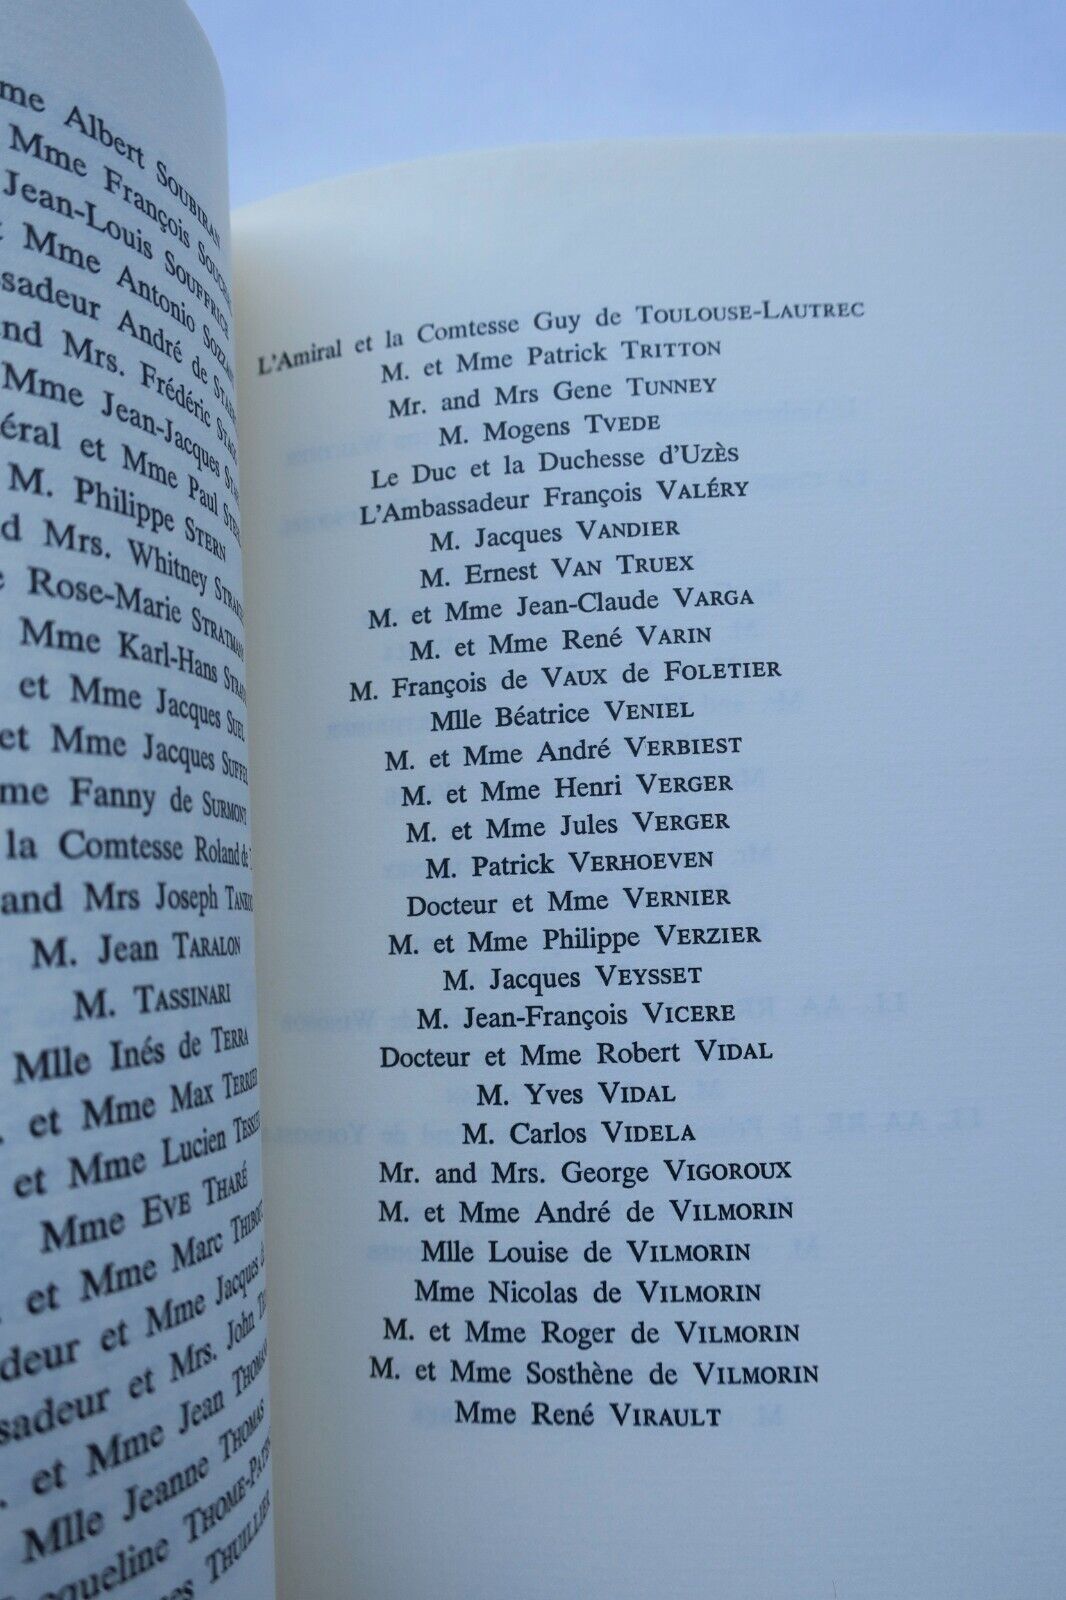 me Albert SOUBIRAN
Mme François
Jean-Louis SOUFFRICE
Mme Antonio
André de
and Mrs. Frédéric
Mme Jean-Jacques
et Mme Paul
M. Philippe STERN
Mrs. Whitney
Rose-Marie STRATMAN
Mme Karl-Hans
et Mme Jacques SUEL
et Mme Jacques
me Fanny de SURMONT
la Comtesse Roland de
and Mrs Joseph
M. Jean TARALON
M. TASSINARI
Mlle Inés de TERRA
et Mme Max TERRIER
et Mme Lucien
Mme EVE THARÉ
et Mme Marc
deur et Mme Jacques
sadeur et Mrs. John
et Mme Jean THOMAS
Mlle Jeanne THOMAS
queline
THUILLIER
L'Amiral et la Comtesse Guy de TOULOUSE-LAUTREC
M. et Mme Patrick TRITTON
Mr. and Mrs Gene TUNNEY
M. Mogens TVEDE
Le Duc et la Duchesse d'UZÈS
L'Ambassadeur François VALÉRY
M. Jacques VANDIER
M. Ernest VAN TRUEX
M. et Mme Jean-Claude VARGA
M. et Mme René VARIN
M. François de VAUX de FOLETIER
Mlle Béatrice VENIEL
M. et Mme André VERBIEST
M. et Mme Henri VERGER
M. et Mme Jules VERGER
M. Patrick VERHOEVEN
Docteur et Mme VERNIER
M. et Mme Philippe VERZIER
M. Jacques VEYSSET
M. Jean-François VICERE
Docteur et Mme Robert VIDAL
M. Yves VIDAL
M. Carlos VIDELA
Mr. and Mrs. George VIGOROUX
M. et Mme André de VILMORIN
Mlle Louise de VILMORIN
Mme Nicolas de VILMORIN
M. et Mme Roger de VILMORIN
M. et Mme Sosthène de VILMORIN
Mme René VIRAULT